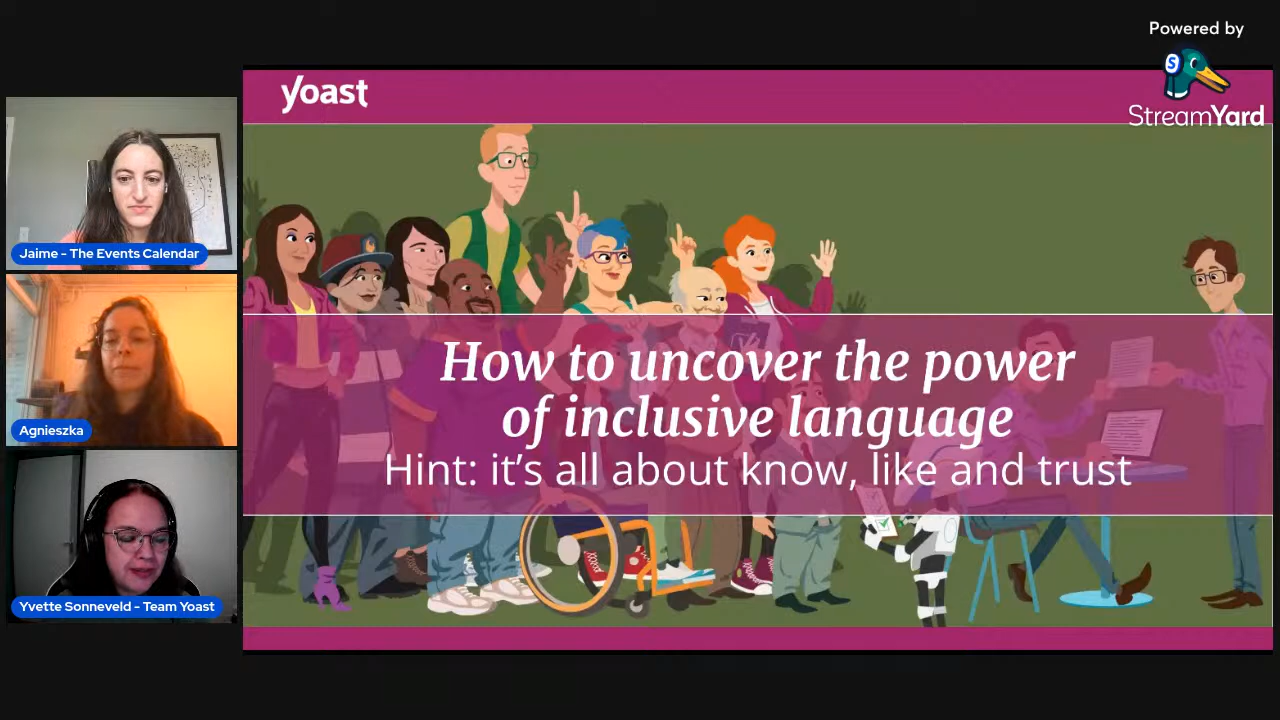 Powered by
StreamYard
yoast
Jaime - The Events Calendar
Agnieszka
Yvette Sonneveld - Team Yoast
How to uncover the power
of inclusive language
Hint: it's all about know, like and trust